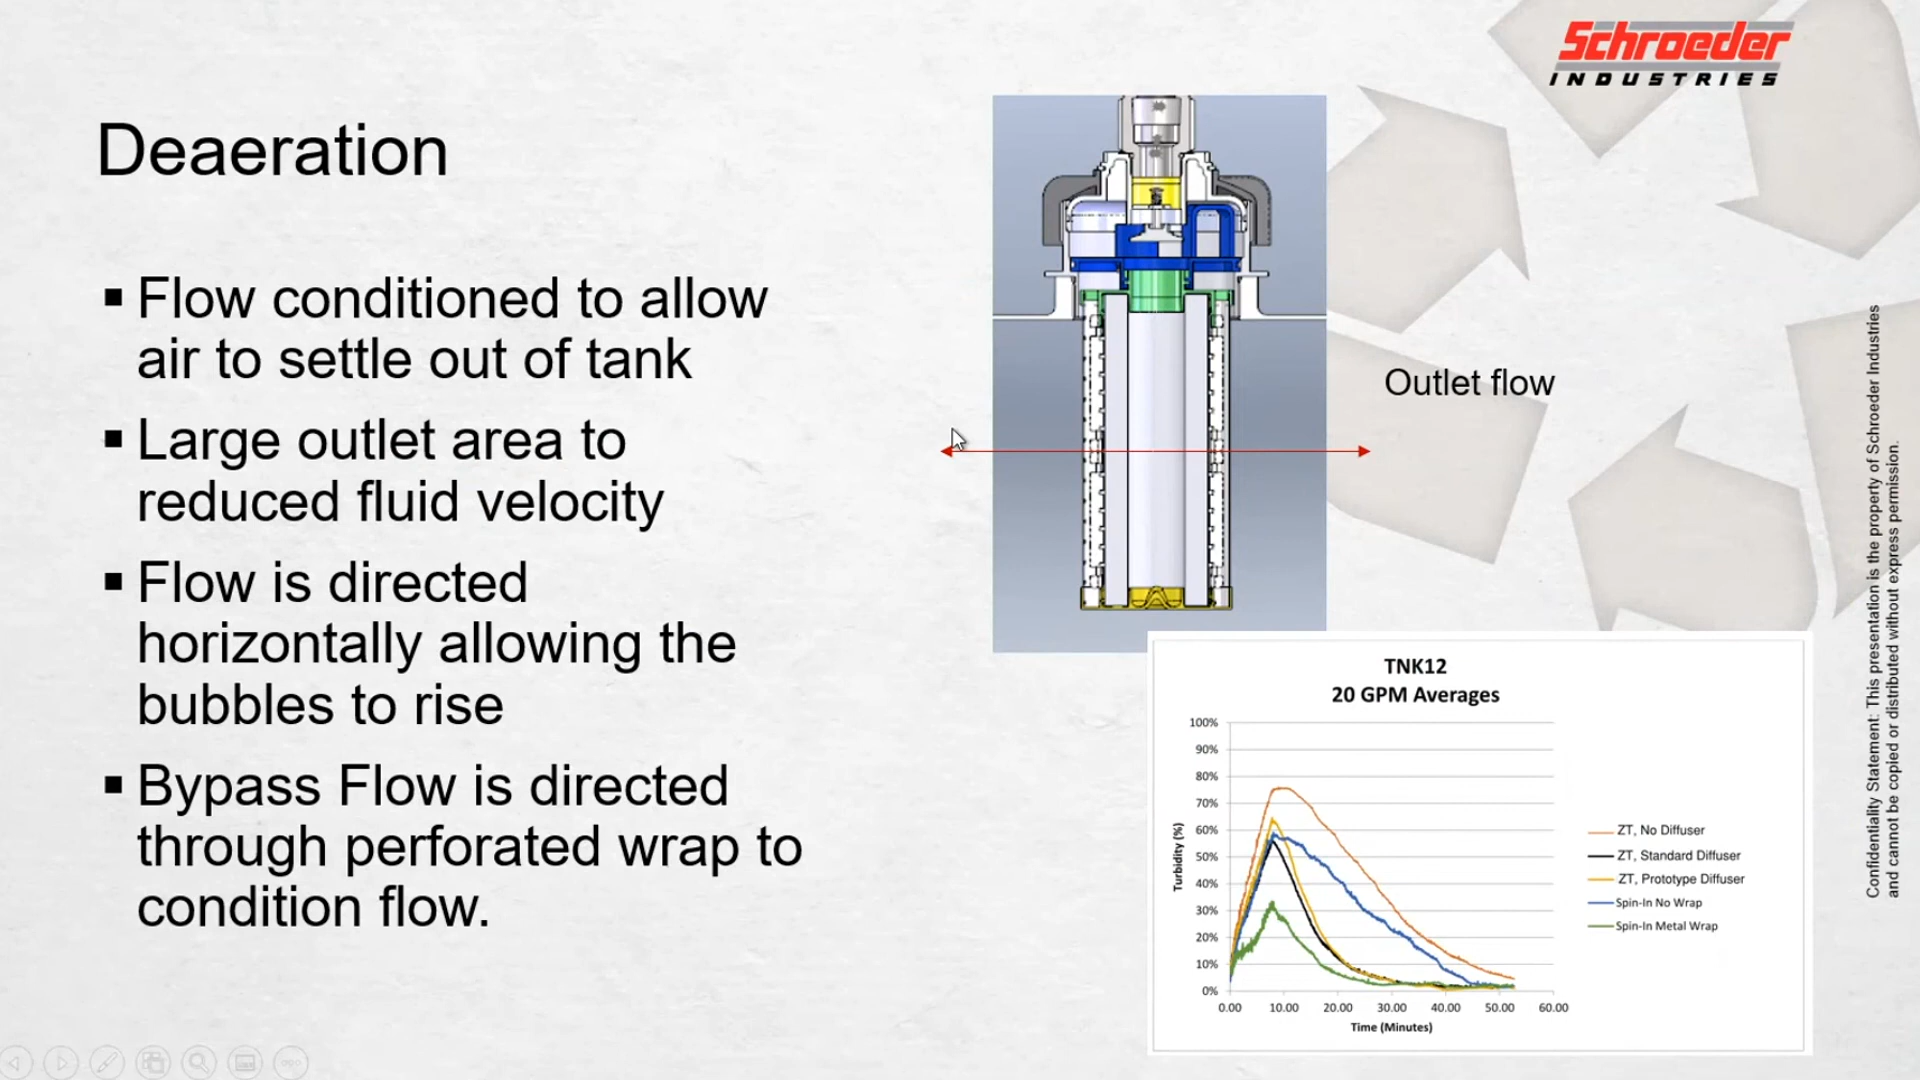 Schroeder
INDUSTRIES
Deaeration
▪ Flow conditioned to allow
air to settle out of tank
▪ Large outlet area to
reduced fluid velocity
▪ Flow is directed
horizontally allowing the
bubbles to rise
▪ Bypass Flow is directed
through perforated wrap to
condition flow.
Outlet flow
TNK12
20 GPM Averages
Turbidity (%)
100%
90%
80%
70%
60%
50%
40%
30%
20%
10%
0%
0.00 10.00 20.00 30.00 40.00 50.00 60.00
Time (Minutes)
ZT, No Diffuser
ZT, Standard Diffuser
ZT, Prototype Diffuser
Spin-In No Wrap
Spin-In Metal Wrap
Confidentiality Statement: This presentation is the property of Schroeder Industries
and cannot be copied or distributed without express permission.